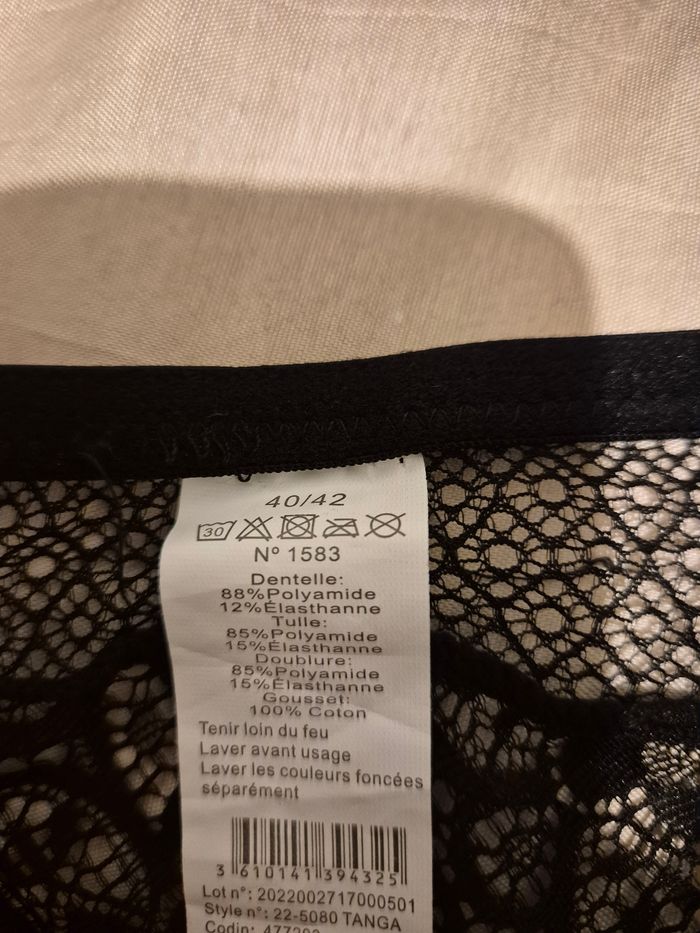 40/42
30
Nº 1583
Dentelle:
88%Polyamide
12%Élasthanne
Tulle:
85%Polyamide
15%Élasthanne
Doublure:
85%Polyamide
15%Élasthanne
Gousset:
100% Coton
Tenir loin du feu
Laver avant usage
Laver les couleurs foncées
séparément
3 610141 394325
Lot n°: 2022002717000501
Style n°: 22-5080 TANGA